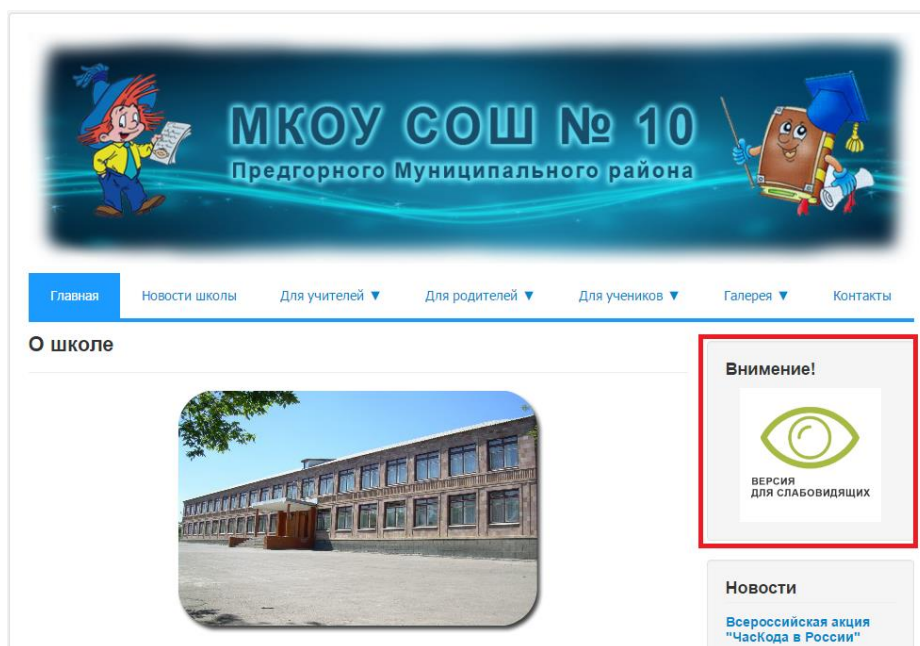 МКОУ СОШ № 10
Предгорного Муниципального района
Главная Новости школы Для учителей ▼ Для родителей ▼ Для учеников ▼ Галерея ▼ Контакты
О школе
Внимение!
ВЕРСИЯ
ДЛЯ СЛАБОВИДЯЩИХ
Новости
Всероссийская акция
"ЧасКода в России"